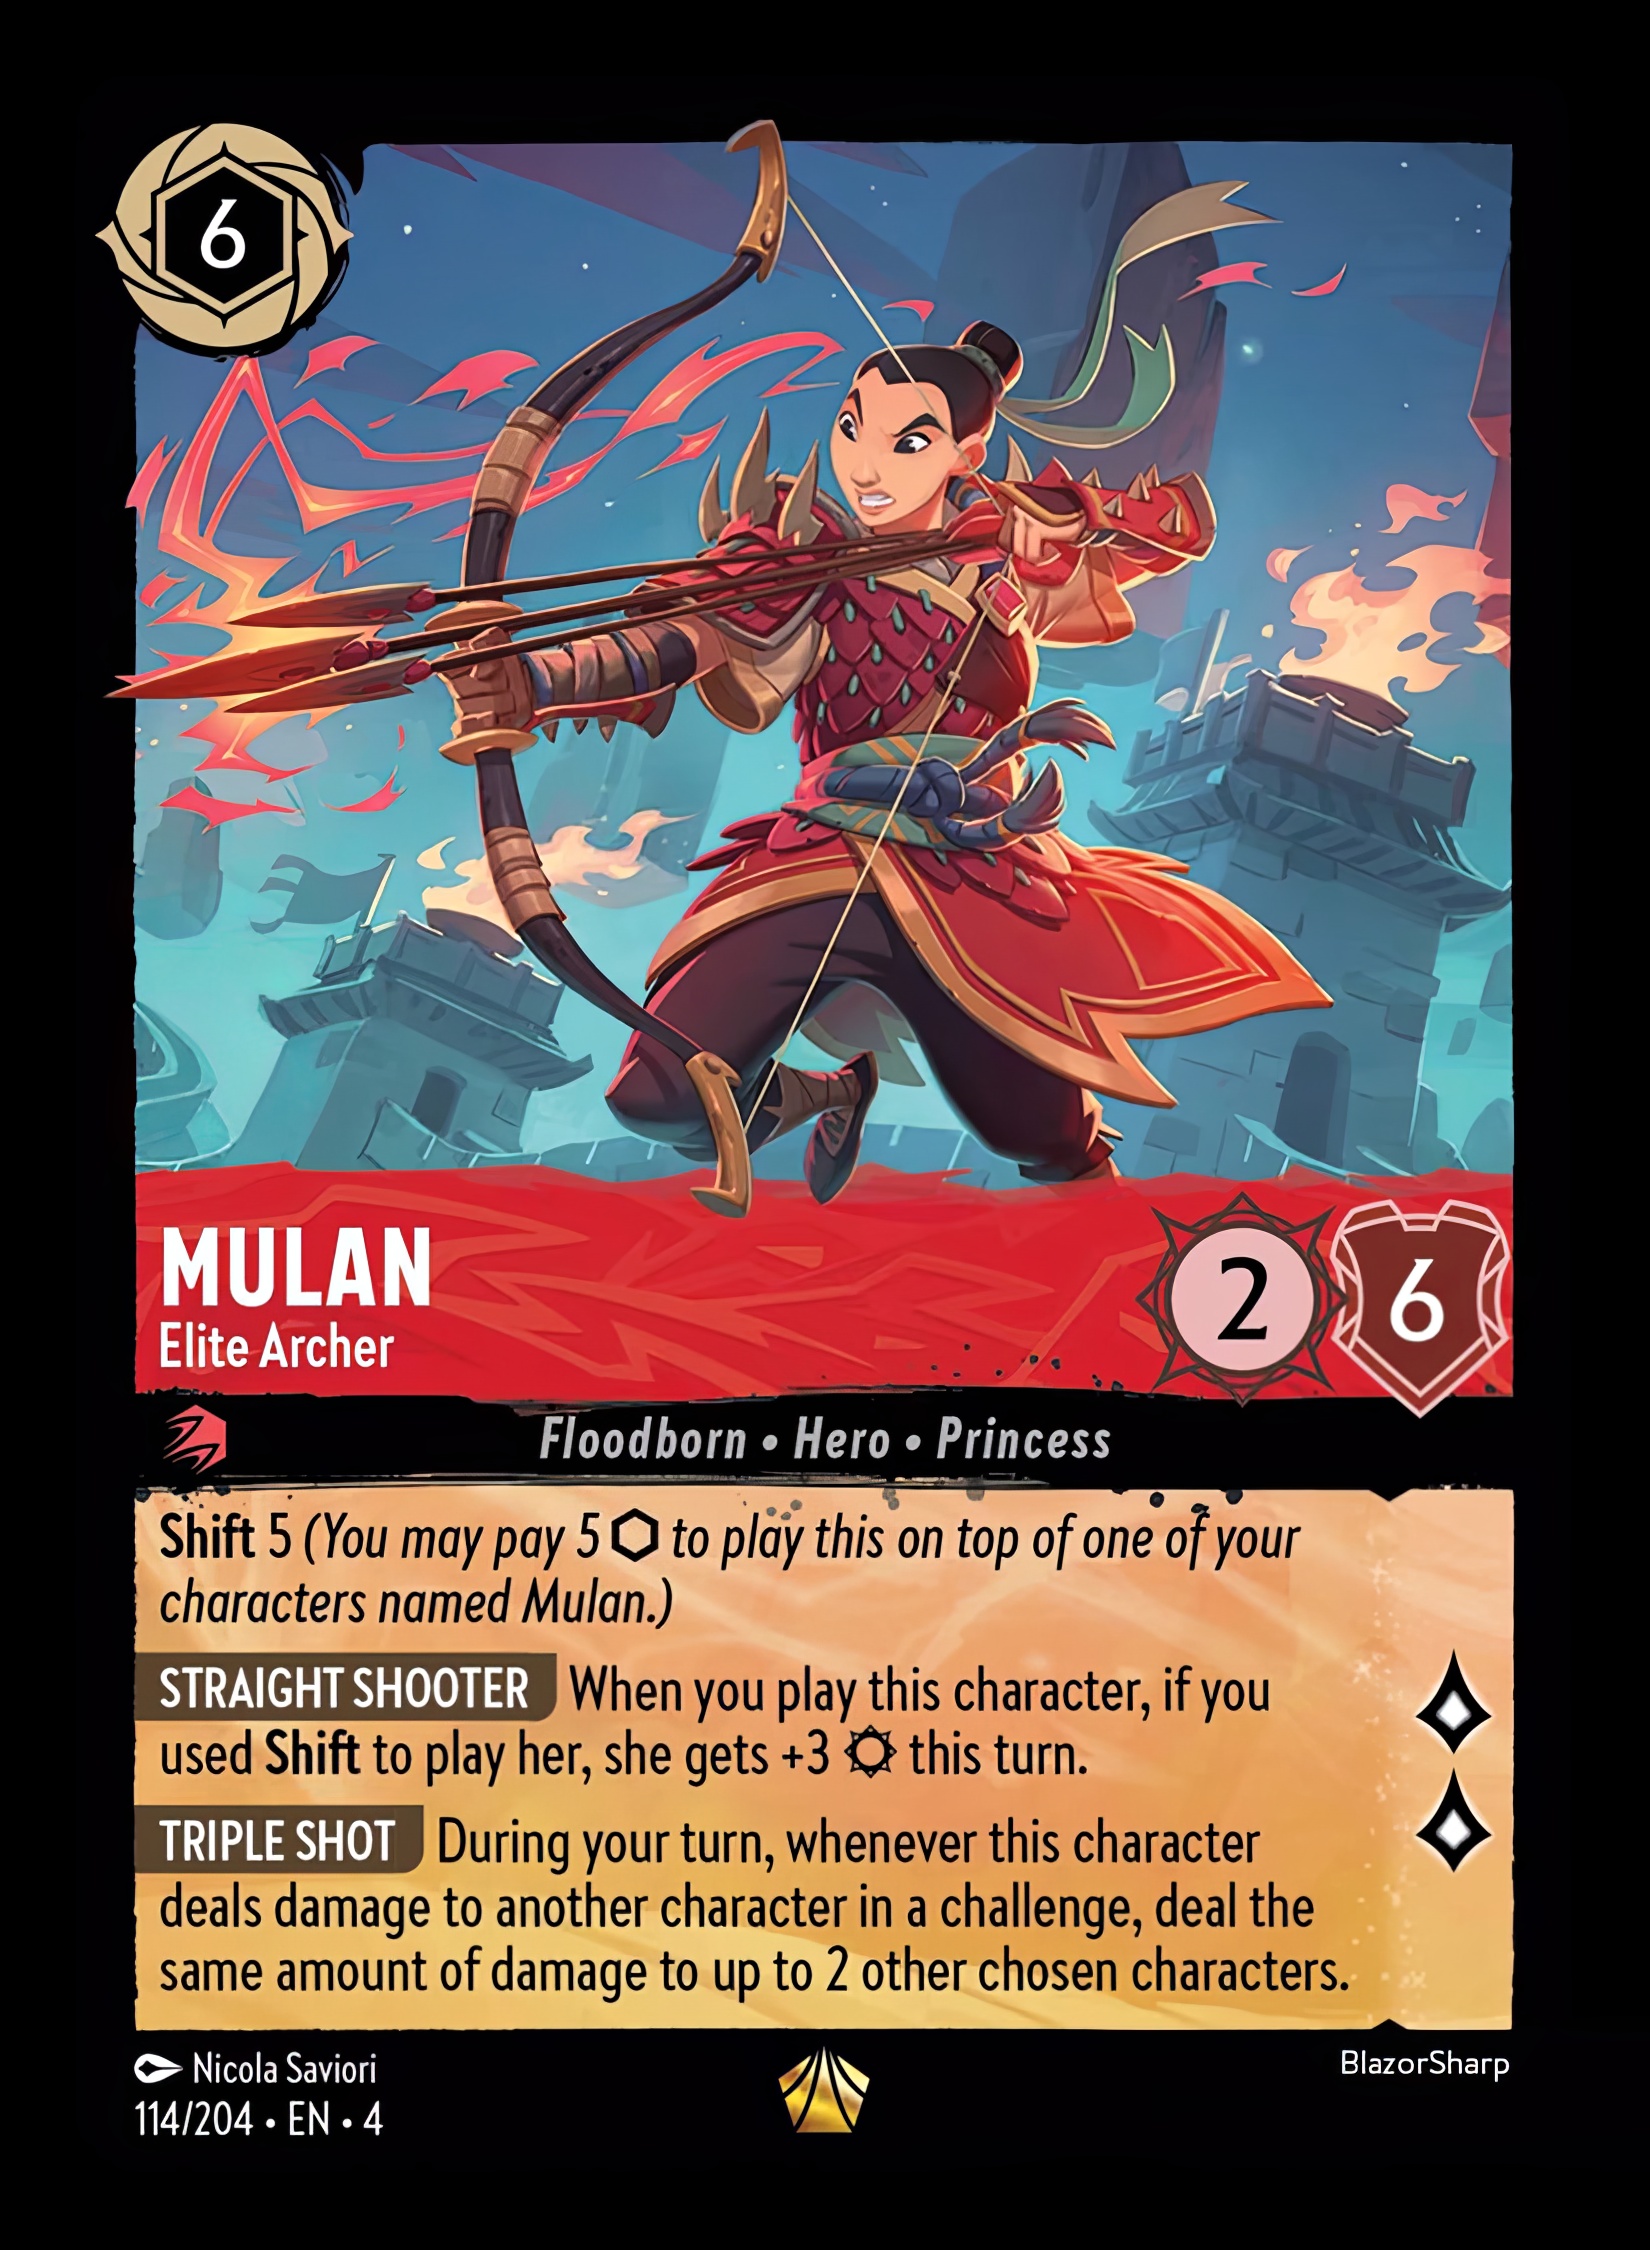 6
MULAN
Elite Archer
2
6
Floodborn • Hero • Princess
Shift 5 (You may pay 5 ⬡ to play this on top of one of your
characters named Mulan.)
STRAIGHT SHOOTER When you play this character, if you
used Shift to play her, she gets +3 ¤ this turn.
TRIPLE SHOT During your turn, whenever this character
deals damage to another character in a challenge, deal the
same amount of damage to up to 2 other chosen characters.
Nicola Saviori
BlazorSharp
114/204 • EN • 4